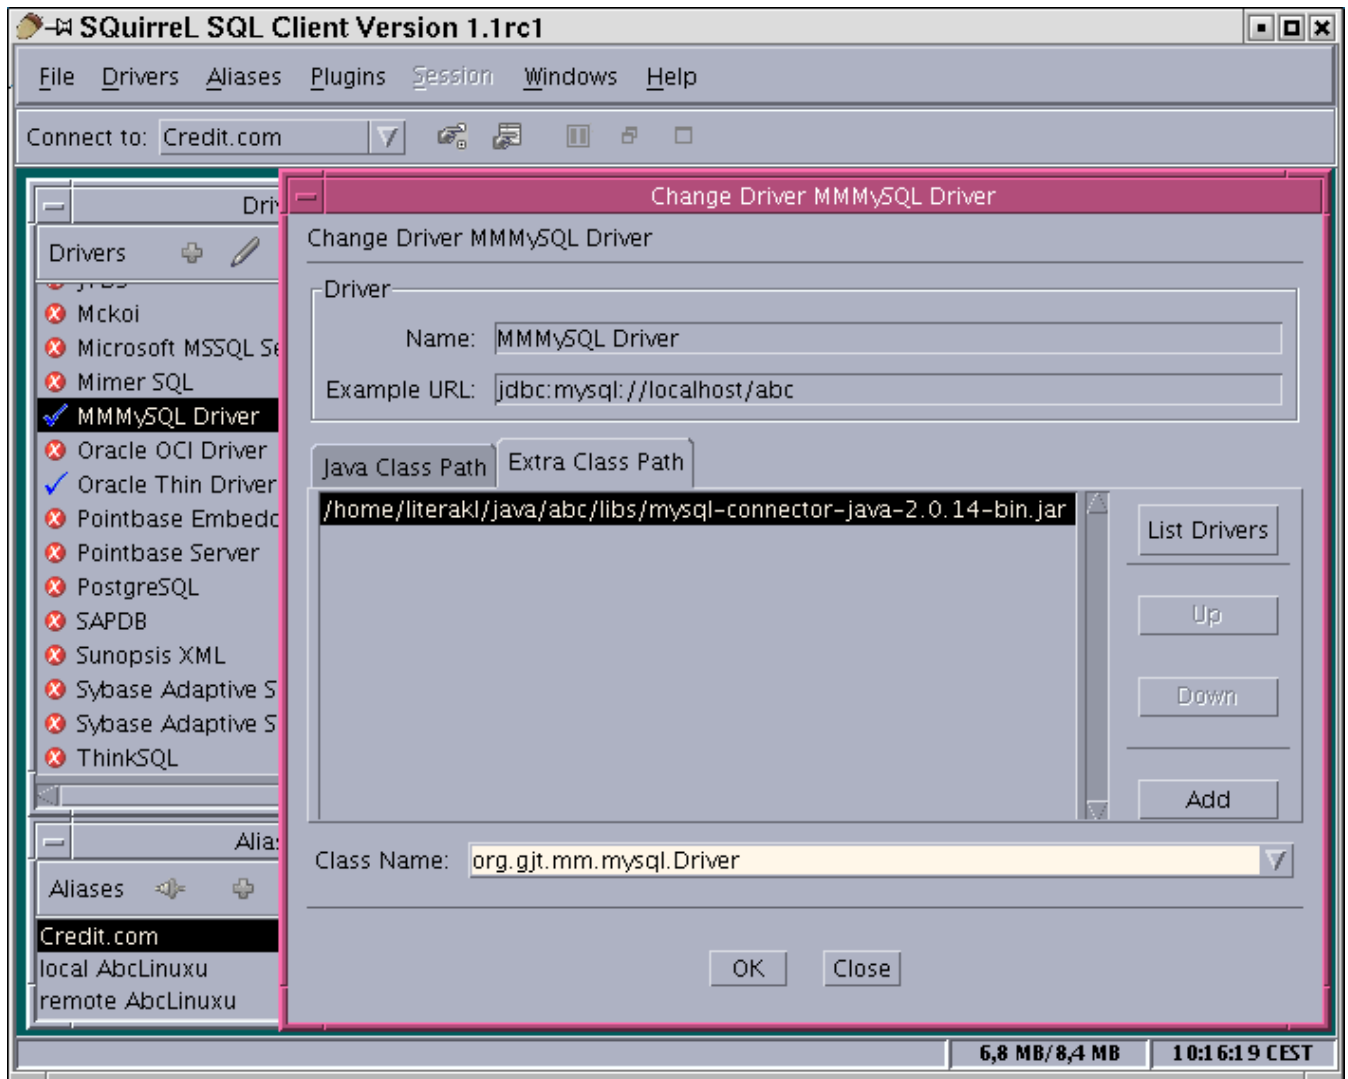 SQuirreL SQL Client Version 1.1rc1
File Drivers Aliases Plugins Session Windows Help
Connect to: Credit.com
Change Driver MMMySQL Driver
Drivers
Mckoi
Microsoft MSSQL Se
Mimer SQL
MMMySQL Driver
Oracle OCI Driver
Oracle Thin Driver
Pointbase Embedd
Pointbase Server
PostgreSQL
SAPDB
Sunopsis XML
Sybase Adaptive S
Sybase Adaptive S
ThinkSQL
Alia
Aliases
Credit.com
local AbcLinuxu
remote AbcLinuxu
Change Driver MMMySQL Driver
Driver
Name: MMMySQL Driver
Example URL: jdbc:mysql://localhost/abc
Java Class Path Extra Class Path
/home/literakl/java/abc/libs/mysql-connector-java-2.0.14-bin.jar
List Drivers
Up
Down
Add
Class Name: org.gjt.mm.mysql.Driver
OK Close
6,8 MB/8,4 MB 10:16:19 CEST